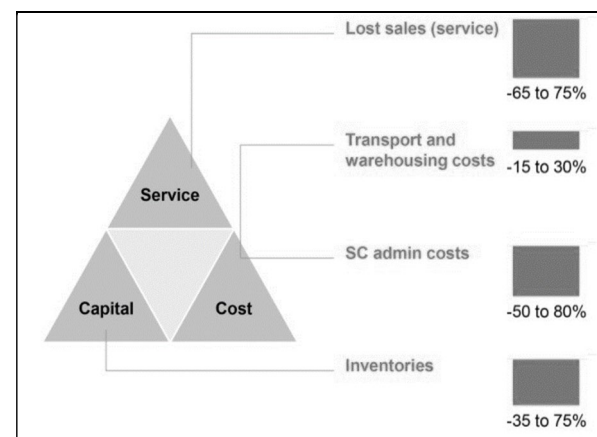 Lost sales (service)
-65 to 75%
Transport and
warehousing costs
-15 to 30%
Service
SC admin costs
-50 to 80%
Capital
Cost
Inventories
-35 to 75%